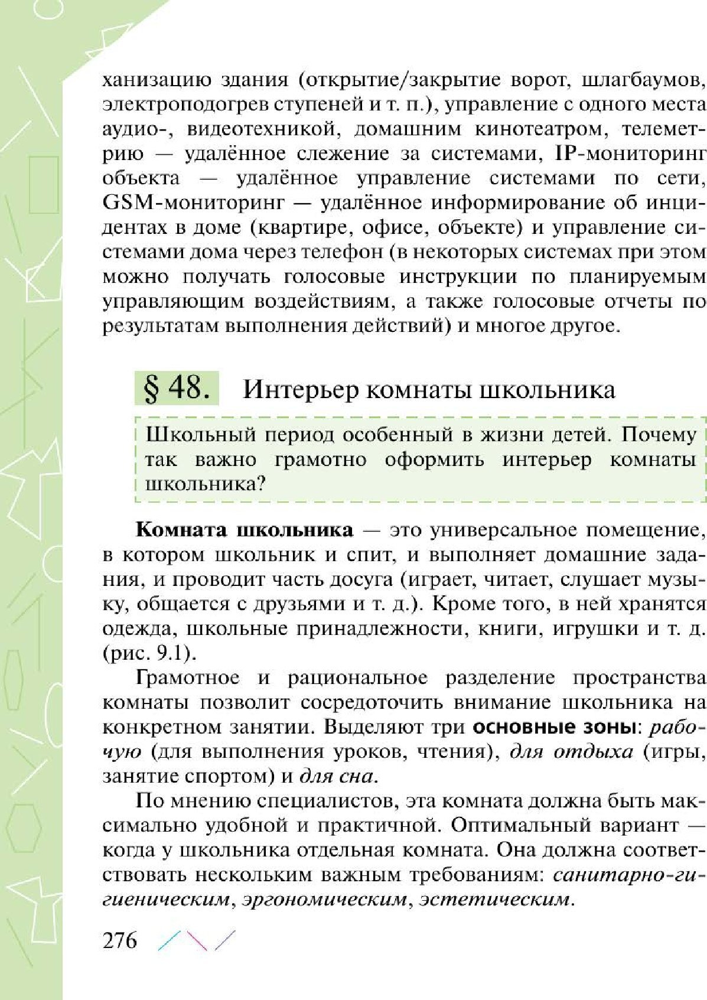 ханизацию здания (открытие/закрытие ворот, шлагбаумов,
электроподогрев ступеней и т. п.), управление с одного места
аудио-, видеотехникой, домашним кинотеатром, телемет-
рию — удалённое слежение за системами, IP-мониторинг
объекта — удалённое управление системами по сети,
GSM-мониторинг — удалённое информирование об инци-
дентах в доме (квартире, офисе, объекте) и управление си-
стемами дома через телефон (в некоторых системах при этом
можно получать голосовые инструкции по планируемым
управляющим воздействиям, а также голосовые отчеты по
результатам выполнения действий) и многое другое.
§ 48. Интерьер комнаты школьника
Школьный период особенный в жизни детей. Почему
так важно грамотно оформить интерьер комнаты
школьника?
Комната школьника — это универсальное помещение,
в котором школьник и спит, и выполняет домашние зада-
ния, и проводит часть досуга (играет, читает, слушает музы-
ку, общается с друзьями и т. д.). Кроме того, в ней хранятся
одежда, школьные принадлежности, книги, игрушки и т. д.
(рис. 9.1).
Грамотное и рациональное разделение пространства
комнаты позволит сосредоточить внимание школьника на
конкретном занятии. Выделяют три основные зоны: рабо-
чую (для выполнения уроков, чтения), для отдыха (игры,
занятие спортом) и для сна.
По мнению специалистов, эта комната должна быть мак-
симально удобной и практичной. Оптимальный вариант —
когда у школьника отдельная комната. Она должна соответ-
ствовать нескольким важным требованиям: санитарно-ги-
гиеническим, эргономическим, эстетическим.
276